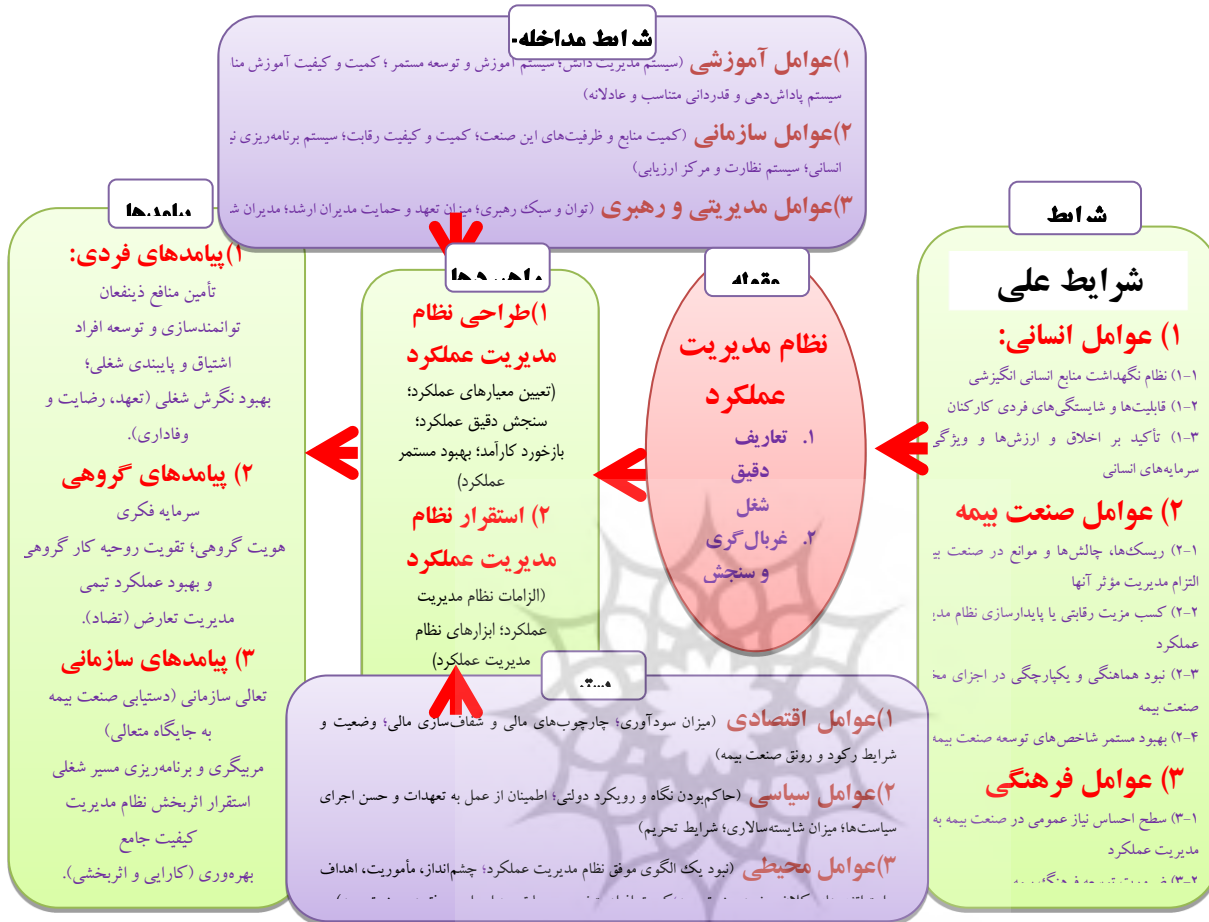 شرایط مداخله-
۱)عوامل آموزشی (سیستم مدیریت دانش؛ سیستم آموزش و توسعه مستمر؛ کمیت و کیفیت آموزش منا
سیستم پاداش‌دهی و قدردانی متناسب و عادلانه)
۲)عوامل سازمانی (کمیت منابع و ظرفیت‌های این صنعت؛ کمیت و کیفیت رقابت؛ سیستم برنامه‌ریزی نی
انسانی؛ سیستم نظارت و مرکز ارزیابی)
۳)عوامل مدیریتی و رهبری (توان و سبک رهبری؛ میزان تعهد و حمایت مدیران ارشد؛ مدیران ش
شرایط
شرایط علی
۱) عوامل انسانی:
۱-۱) نظام نگهداشت منابع انسانی انگیزشی
۱-۲) قابلیت‌ها و شایستگی‌های فردی کارکنان
۱-۳) تأکید بر اخلاق و ارزش‌ها و ویژگی
سرمایه‌های انسانی
۲) عوامل صنعت بیمه
۲-۱) ریسک‌ها، چالش‌ها و موانع در صنعت بی
التزام مدیریت مؤثر آنها
۲-۲) کسب مزیت رقابتی یا پایدارسازی نظام مدی
عملکرد
۲-۳) نبود هماهنگی و یکپارچگی در اجزای مخ
صنعت بیمه
۲-۴) بهبود مستمر شاخص‌های توسعه صنعت بیمه
۳) عوامل فرهنگی
۳-۱) سطح احساس نیاز عمومی در صنعت بیمه به
مدیریت عملکرد
مقوله
نظام مدیریت
عملکرد
۱. تعاریف
دقیق
شغل
۲. غربال‌گری
و سنجش
راهبردها
۱)طراحی نظام
مدیریت عملکرد
(تعیین معیارهای عملکرد؛
سنجش دقیق عملکرد؛
بازخورد کارآمد؛ بهبود مستمر
عملکرد)
۲) استقرار نظام
مدیریت عملکرد
(الزامات نظام مدیریت
عملکرد؛ ابزارهای نظام
مدیریت عملکرد)
پیامدها
۱)پیامدهای فردی:
تأمین منافع ذینفعان
توانمندسازی و توسعه افراد
اشتیاق و پایبندی شغلی؛
بهبود نگرش شغلی (تعهد، رضایت و
وفاداری).
۲) پیامدهای گروهی
سرمایه فکری
هویت گروهی؛ تقویت روحیه کار گروهی
و بهبود عملکرد تیمی
مدیریت تعارض (تضاد).
۳) پیامدهای سازمانی
تعالی سازمانی (دستیابی صنعت بیمه
به جایگاه متعالی)
مربیگری و برنامه‌ریزی مسیر شغلی
استقرار اثربخش نظام مدیریت
کیفیت جامع
بهره‌وری (کارایی و اثربخشی).
بستر
۱)عوامل اقتصادی (میزان سودآوری؛ چارچوب‌های مالی و شفاف‌سازی مالی؛ وضعیت و
شرایط رکود و رونق صنعت بیمه)
۲)عوامل سیاسی (حاکم‌بودن نگاه و رویکرد دولتی؛ اطمینان از عمل به تعهدات و حسن اجرای
سیاست‌ها؛ میزان شایسته‌سالاری؛ شرایط تحریم)
۳)عوامل محیطی (نبود یک الگوی موفق نظام مدیریت عملکرد؛ چشم‌انداز، مأموریت، اهداف